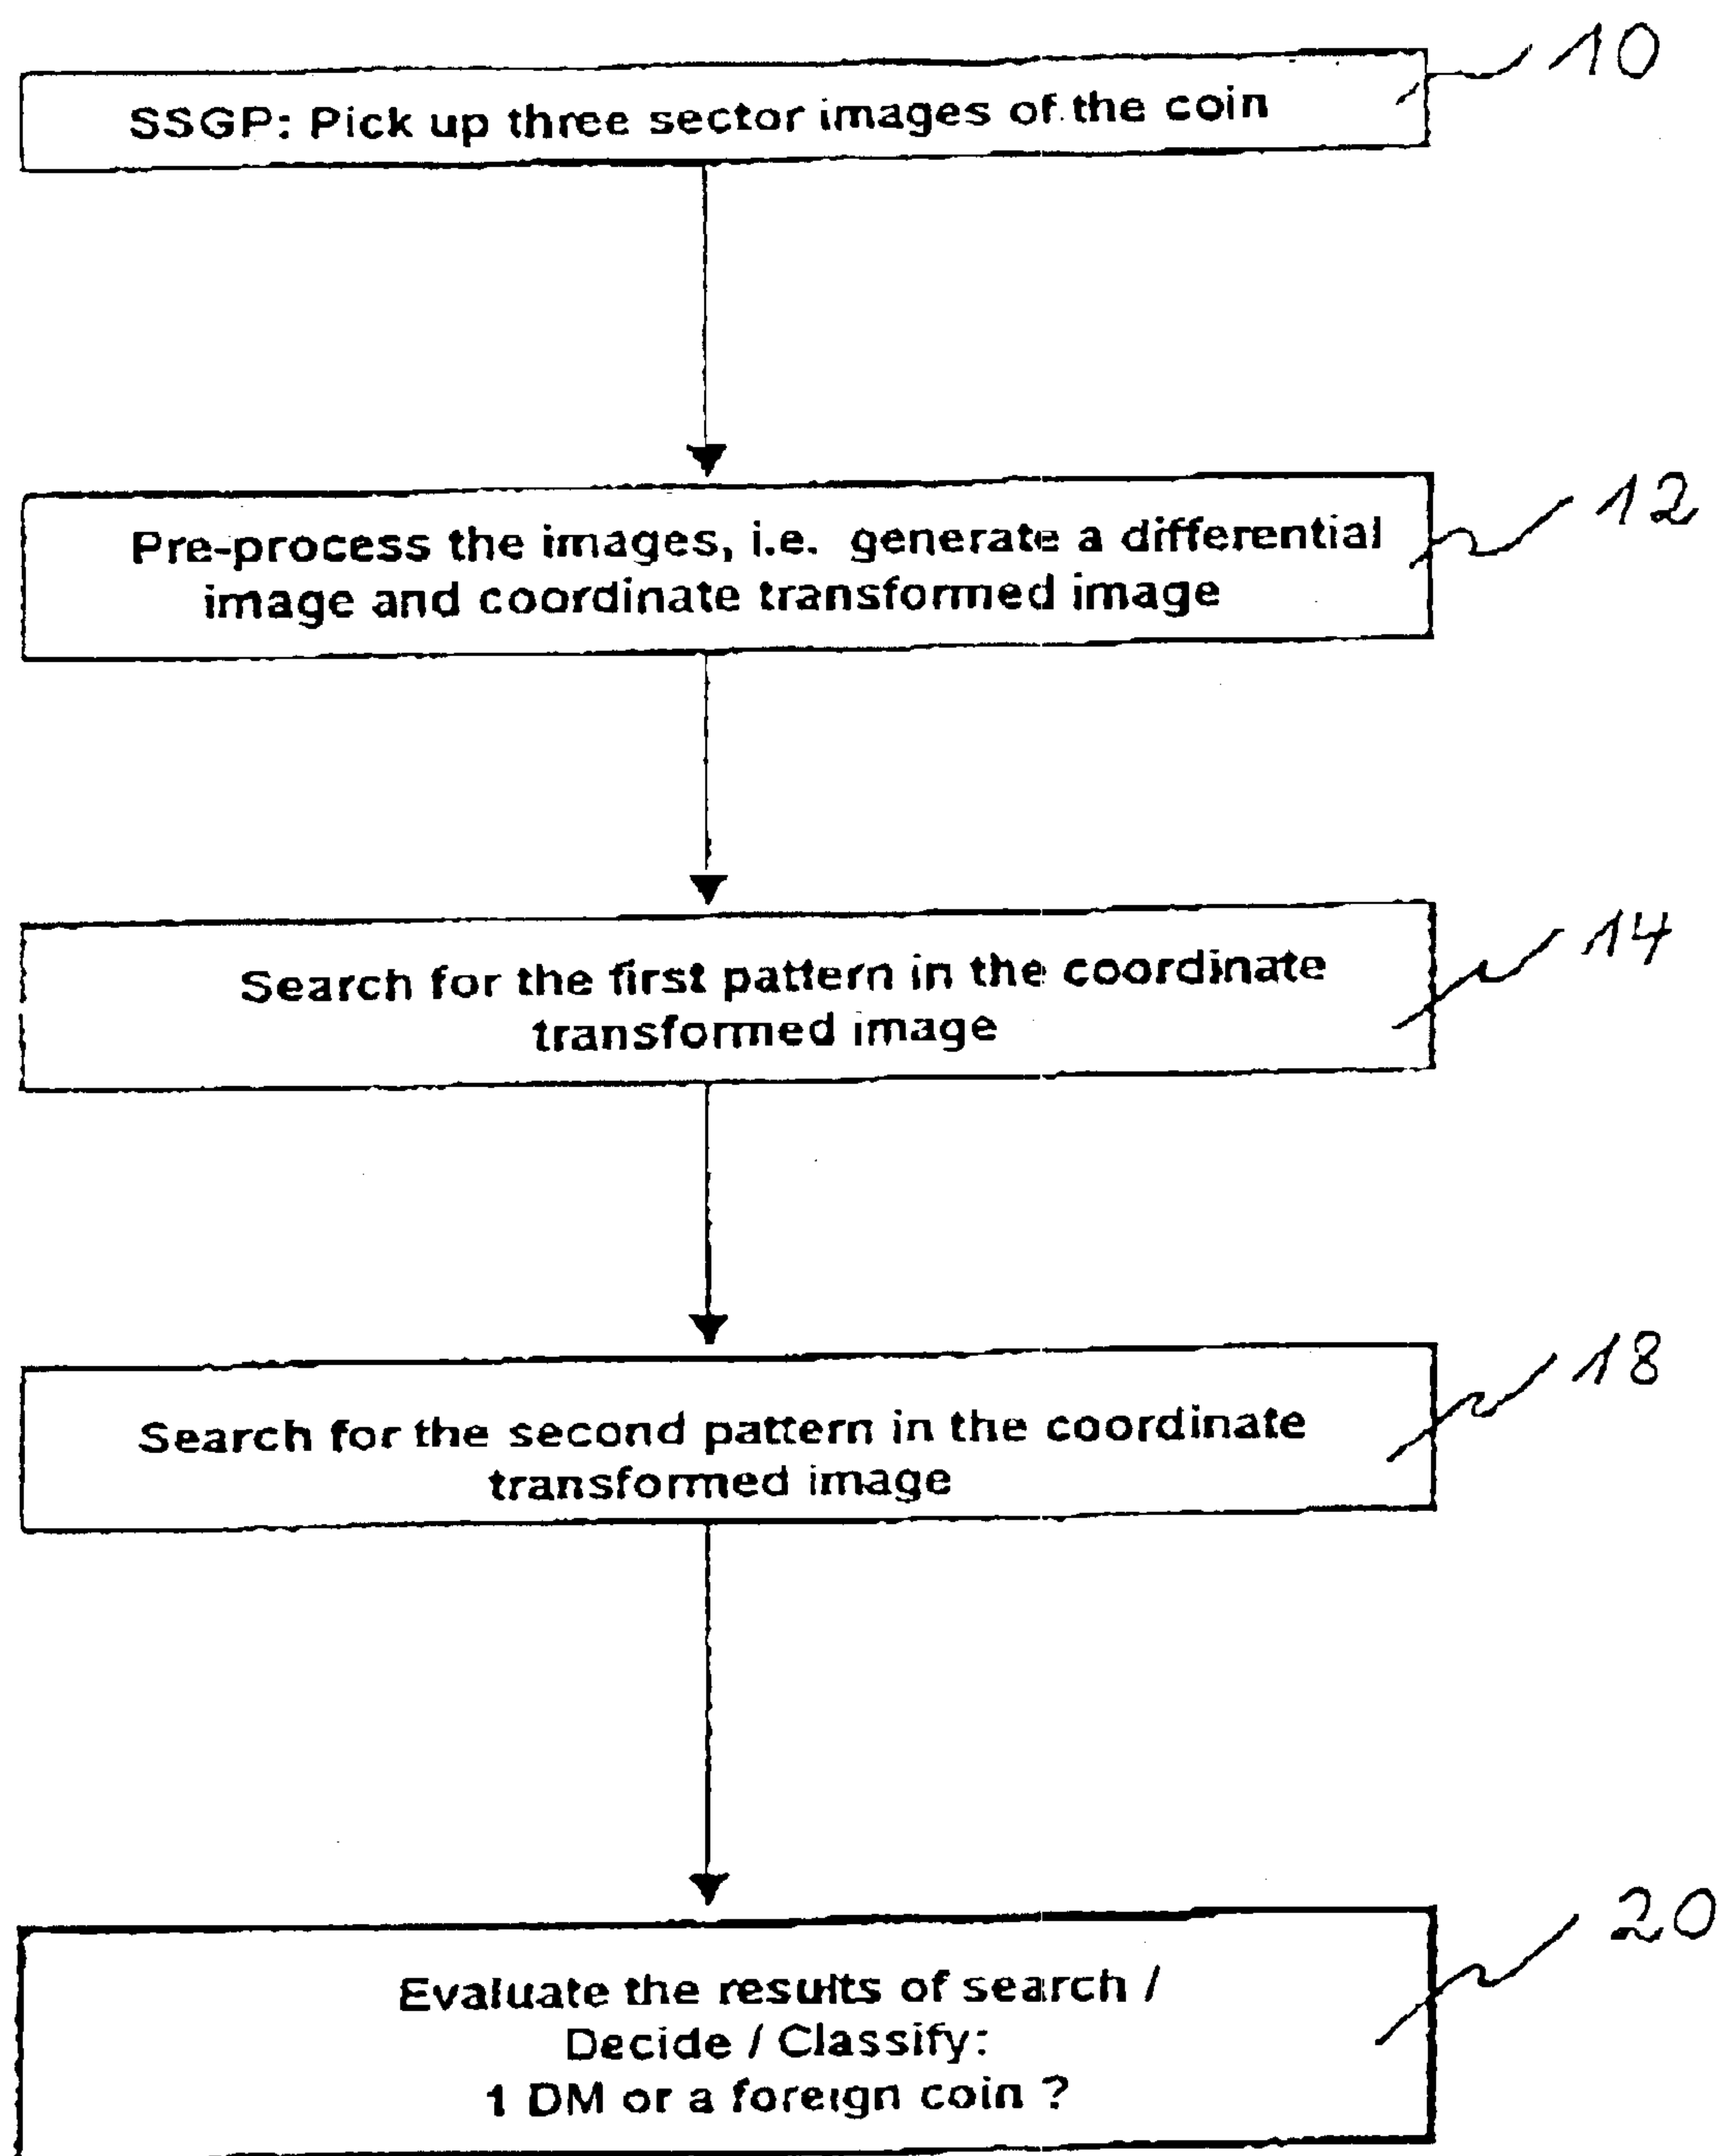 10
SSGP: Pick up three sector images of the coin
12
Pre-process the images, i.e. generate a differential
image and coordinate transformed image
14
Search for the first pattern in the coordinate
transformed image
18
Search for the second pattern in the coordinate
transformed image
20
Evaluate the results of search /
Decide / Classify:
1 DM or a foreign coin ?